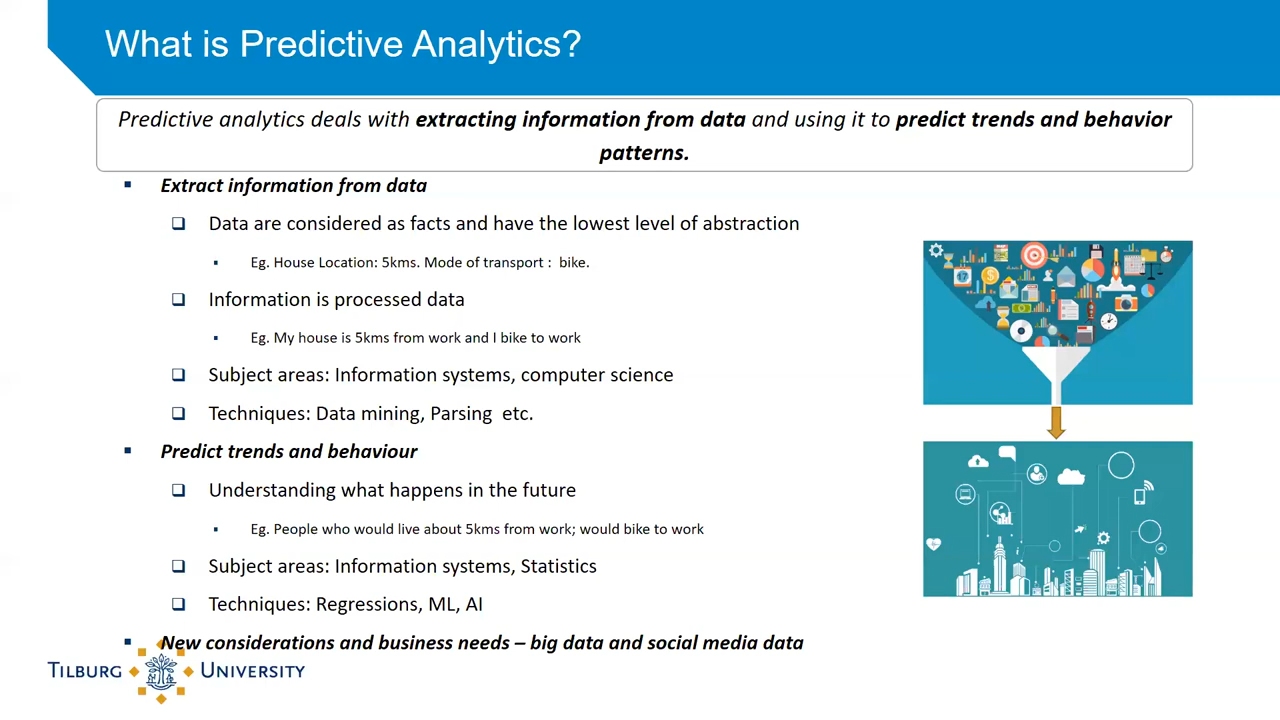 What is Predictive Analytics?
Predictive analytics deals with extracting information from data and using it to predict trends and behavior
patterns.
Extract information from data
Data are considered as facts and have the lowest level of abstraction
Eg. House Location: 5kms. Mode of transport : bike.
Information is processed data
Eg. My house is 5kms from work and I bike to work
Subject areas: Information systems, computer science
Techniques: Data mining, Parsing etc.
Predict trends and behaviour
Understanding what happens in the future
Eg. People who would live about 5kms from work; would bike to work
Subject areas: Information systems, Statistics
Techniques: Regressions, ML, AI
New considerations and business needs – big data and social media data
TILBURG UNIVERSITY
17